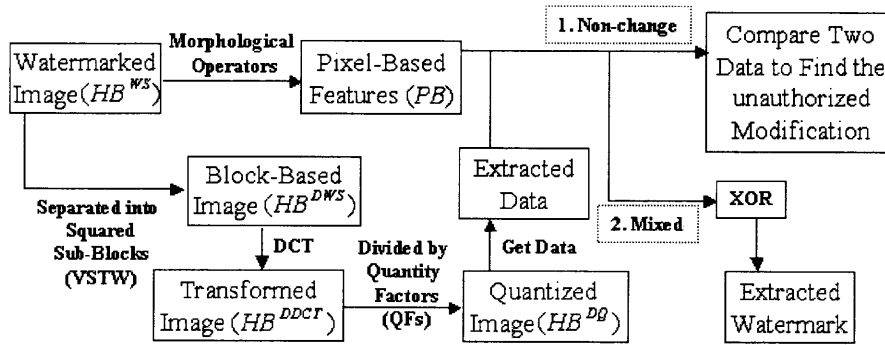 Watermarked
Image(HB^WS)
Morphological
Operators
Pixel-Based
Features (PB)
1. Non-change
Compare Two
Data to Find the
unauthorized
Modification
Separated into
Squared
Sub-Blocks
(VSTW)
Block-Based
Image(HB^DWS)
DCT
Transformed
Image(HB^DDCT)
Divided by
Quantity
Factors
(QFs)
Extracted
Data
Get Data
Quantized
Image(HB^DQ)
2. Mixed
XOR
Extracted
Watermark